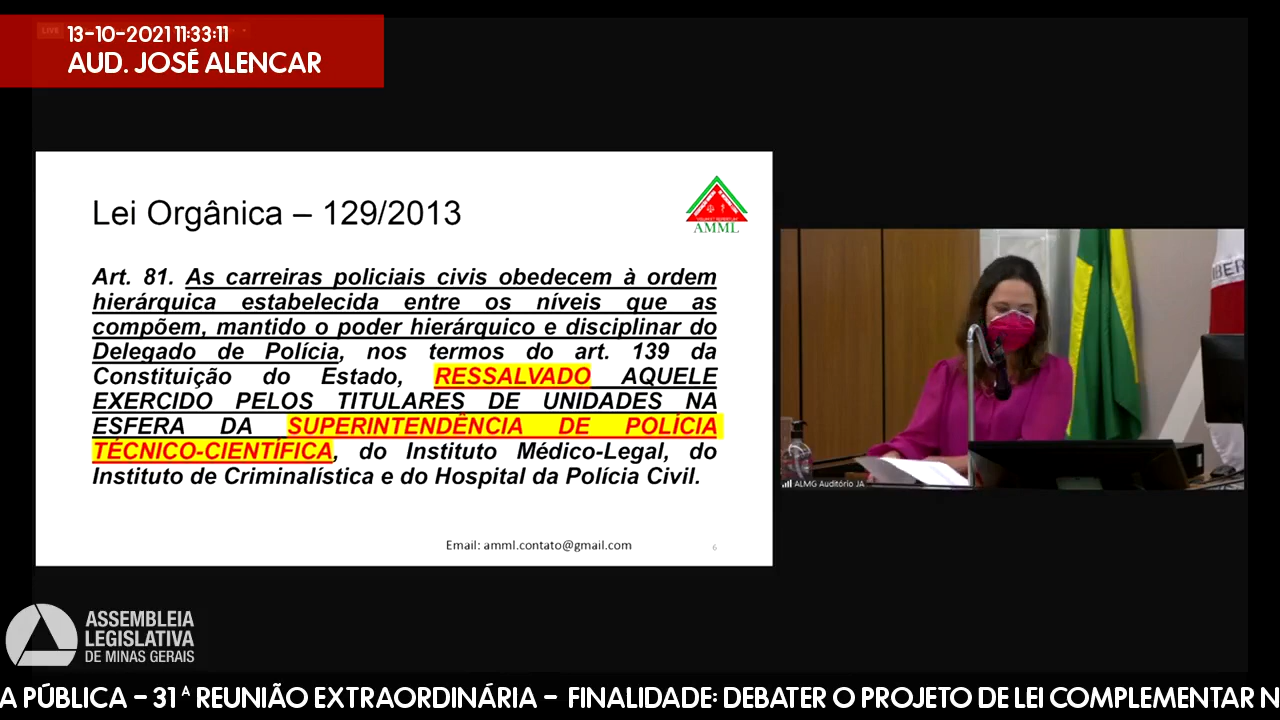 LIVE
13-10-2021 11:33:11
AUD. JOSÉ ALENCAR
Lei Orgânica – 129/2013
AMML
Art. 81. As carreiras policiais civis obedecem à ordem
hierárquica estabelecida entre os níveis que as
compõem, mantido o poder hierárquico e disciplinar do
Delegado de Polícia, nos termos do art. 139 da
Constituição do Estado, RESSALVADO AQUELE
EXERCIDO PELOS TITULARES DE UNIDADES NA
ESFERA DA SUPERINTENDÊNCIA DE POLÍCIA
TÉCNICO-CIENTÍFICA, do Instituto Médico-Legal, do
Instituto de Criminalística e do Hospital da Polícia Civil.
Email: amml.contato@gmail.com
6
IBER
ALMG Auditório JA
ASSEMBLEIA
LEGISLATIVA
DE MINAS GERAIS
A PÚBLICA - 31ª REUNIÃO EXTRAORDINÁRIA - FINALIDADE: DEBATER O PROJETO DE LEI COMPLEMENTAR N